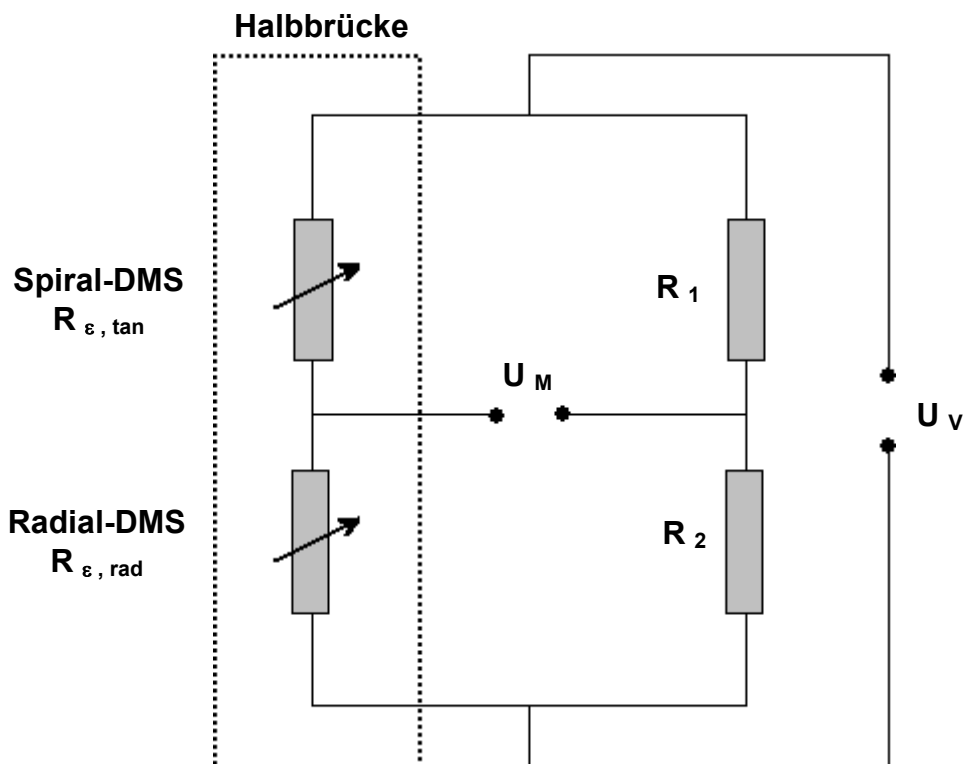 Halbbrücke
Spiral-DMS
R ε , tan
R 1
U M
U V
Radial-DMS
R ε , rad
R 2